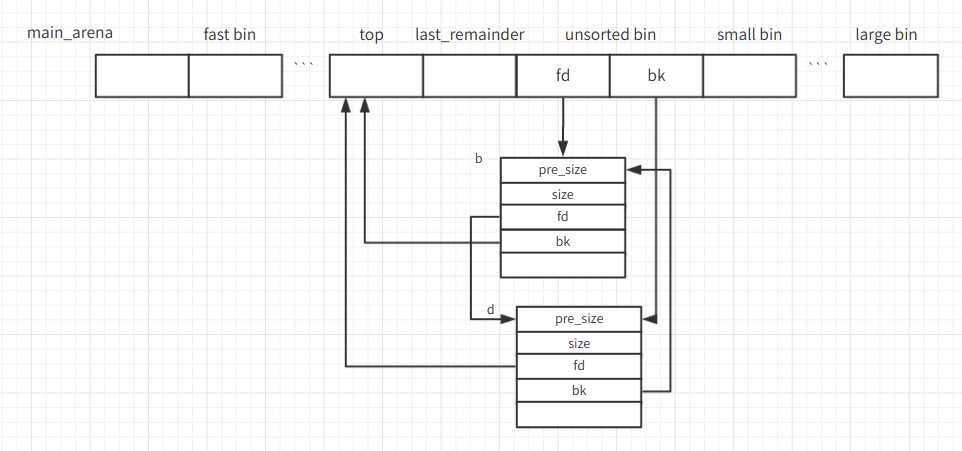 main_arena
fast bin
top
last_remainder
unsorted bin
small bin
large bin
```
fd
bk
```
b
pre_size
size
fd
bk
d
pre_size
size
fd
bk